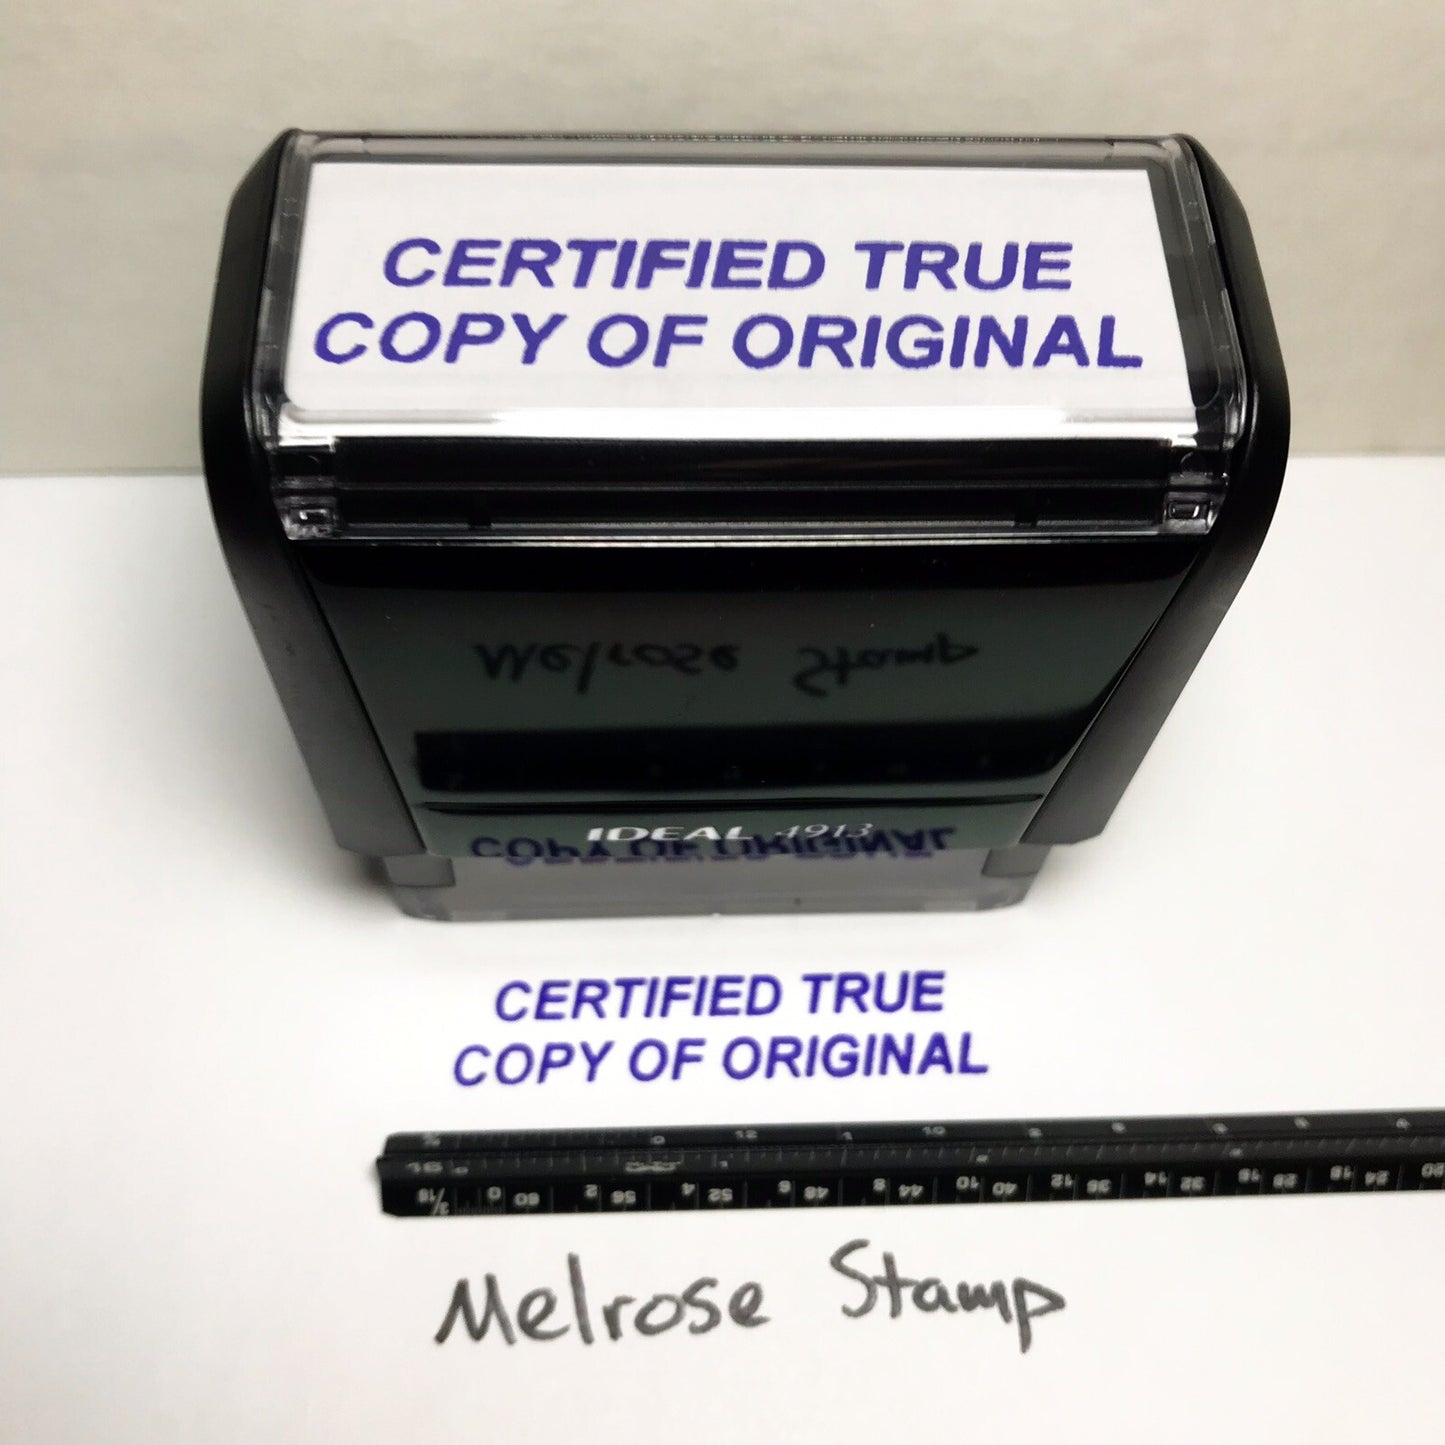 CERTIFIED TRUE
COPY OF ORIGINAL
IDEAL 4913
CERTIFIED TRUE
COPY OF ORIGINAL
Melrose Stamp